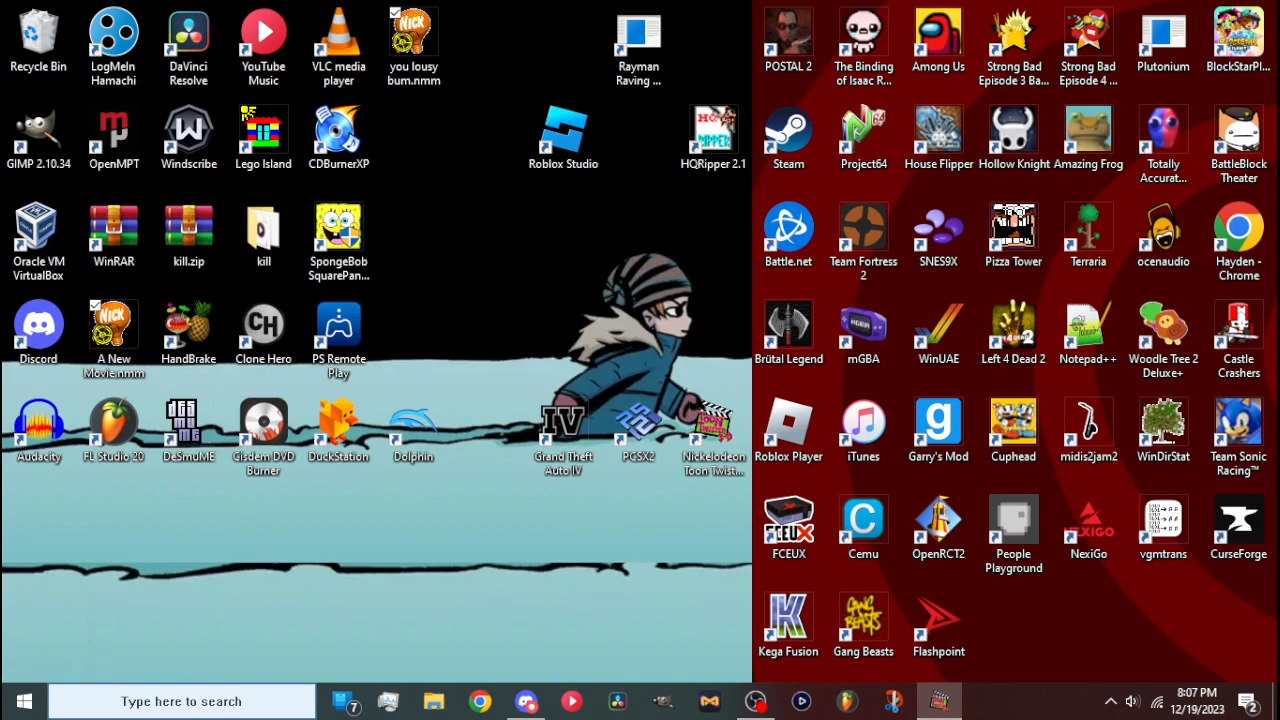 Recycle Bin
LogMeIn
Hamachi
DaVinci
Resolve
YouTube
Music
VLC media
player
you lousy
bum.nmm
Rayman
Raving ...
POSTAL 2
The Binding
of Isaac R...
Among Us
Strong Bad
Episode 3 Ba...
Strong Bad
Episode 4 ...
Plutonium
BlockStarPl...
GIMP 2.10.34
OpenMPT
Windscribe
Lego Island
CDBurnerXP
Roblox Studio
HQRipper 2.1
Steam
Project64
House Flipper
Hollow Knight
Amazing Frog
Totally
Accurat...
BattleBlock
Theater
Oracle VM
VirtualBox
WinRAR
kill.zip
kill
SpongeBob
SquarePan...
Battle.net
Team Fortress
2
SNES9X
Pizza Tower
Terraria
ocenaudio
Hayden -
Chrome
Discord
A New
Movie.nmm
HandBrake
Clone Hero
PS Remote
Play
Brütal Legend
mGBA
WinUAE
Left 4 Dead 2
Notepad++
Woodle Tree 2
Deluxe+
Castle
Crashers
Audacity
FL Studio 20
DeSmuME
Cisdem DVD
Burner
DuckStation
Dolphin
Grand Theft
Auto IV
PCSX2
Nickelodeon
Toon Twist...
Roblox Player
iTunes
Garry's Mod
Cuphead
midis2jam2
WinDirStat
Team Sonic
Racing™
FCEUX
Cemu
OpenRCT2
People
Playground
NexiGo
vgmtrans
CurseForge
Kega Fusion
Gang Beasts
Flashpoint
Type here to search
7
8:07 PM
12/19/2023
2